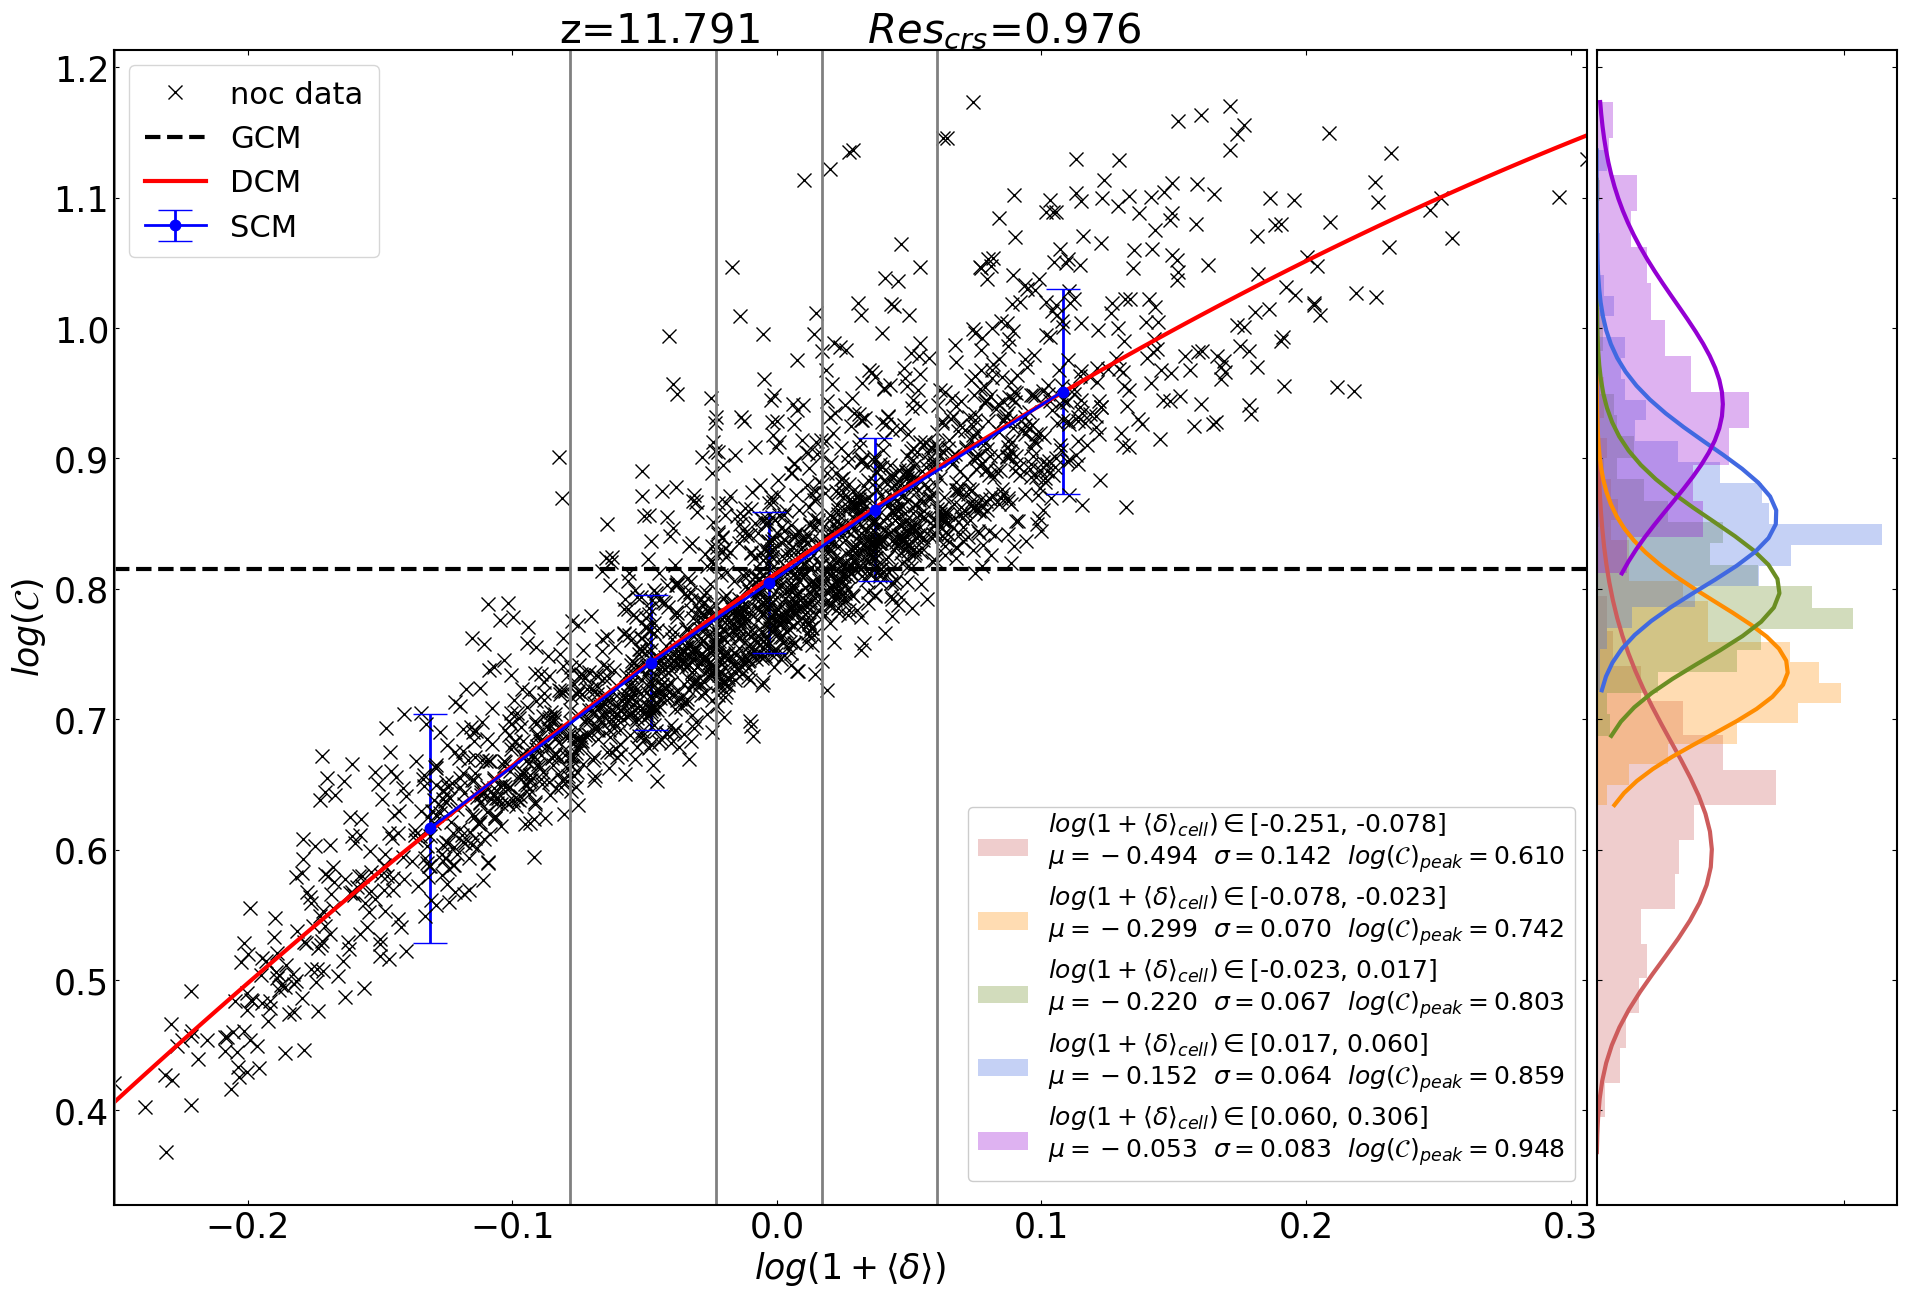 z=11.791 Res_crs=0.976
noc data
GCM
DCM
SCM
1.2
1.1
1.0
0.9
0.8
0.7
0.6
0.5
0.4
log(𝒞)
log(1 + ⟨δ⟩_cell) ∈ [-0.251, -0.078]
μ = −0.494 σ = 0.142 log(𝒞)_peak = 0.610
log(1 + ⟨δ⟩_cell) ∈ [-0.078, -0.023]
μ = −0.299 σ = 0.070 log(𝒞)_peak = 0.742
log(1 + ⟨δ⟩_cell) ∈ [-0.023, 0.017]
μ = −0.220 σ = 0.067 log(𝒞)_peak = 0.803
log(1 + ⟨δ⟩_cell) ∈ [0.017, 0.060]
μ = −0.152 σ = 0.064 log(𝒞)_peak = 0.859
log(1 + ⟨δ⟩_cell) ∈ [0.060, 0.306]
μ = −0.053 σ = 0.083 log(𝒞)_peak = 0.948
−0.2 −0.1 0.0 0.1 0.2 0.3
log(1 + ⟨δ⟩)